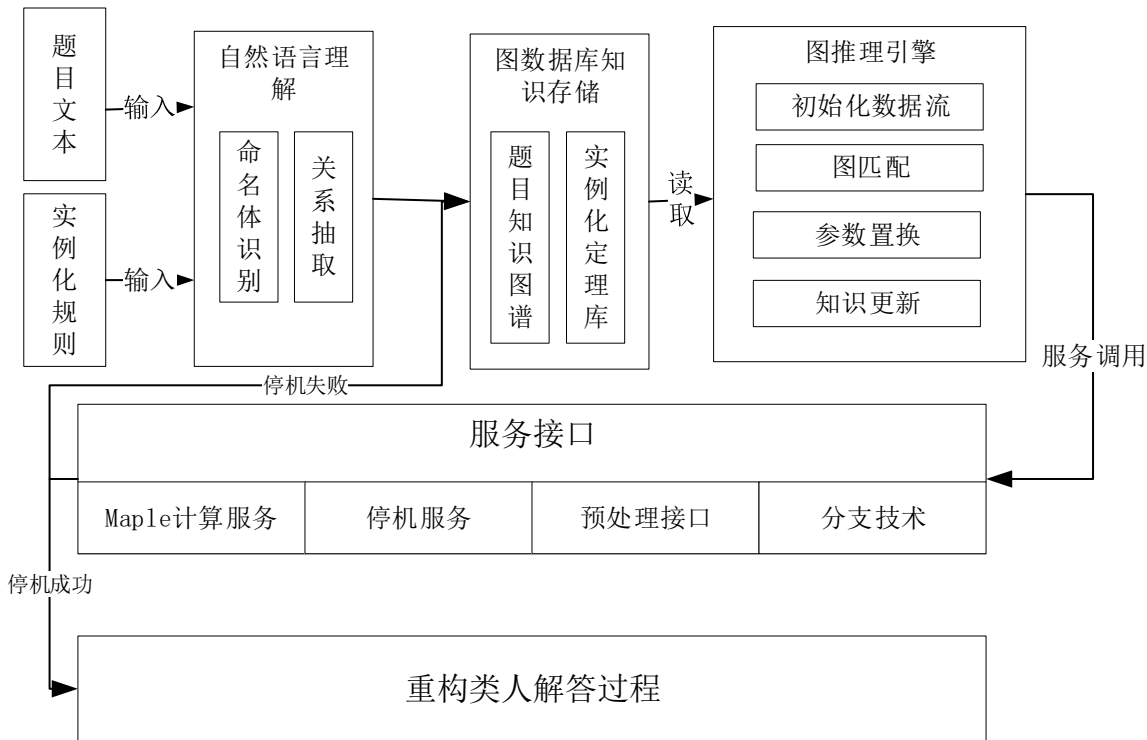 题目文本
输入
实例化规则
输入
自然语言理
解
命名体识别
关系抽取
图数据库知
识存储
题目知识图谱
实例化定理库
读
取
图推理引擎
初始化数据流
图匹配
参数置换
知识更新
服务调用
停机失败
服务接口
Maple计算服务
停机服务
预处理接口
分支技术
停机成功
重构类人解答过程